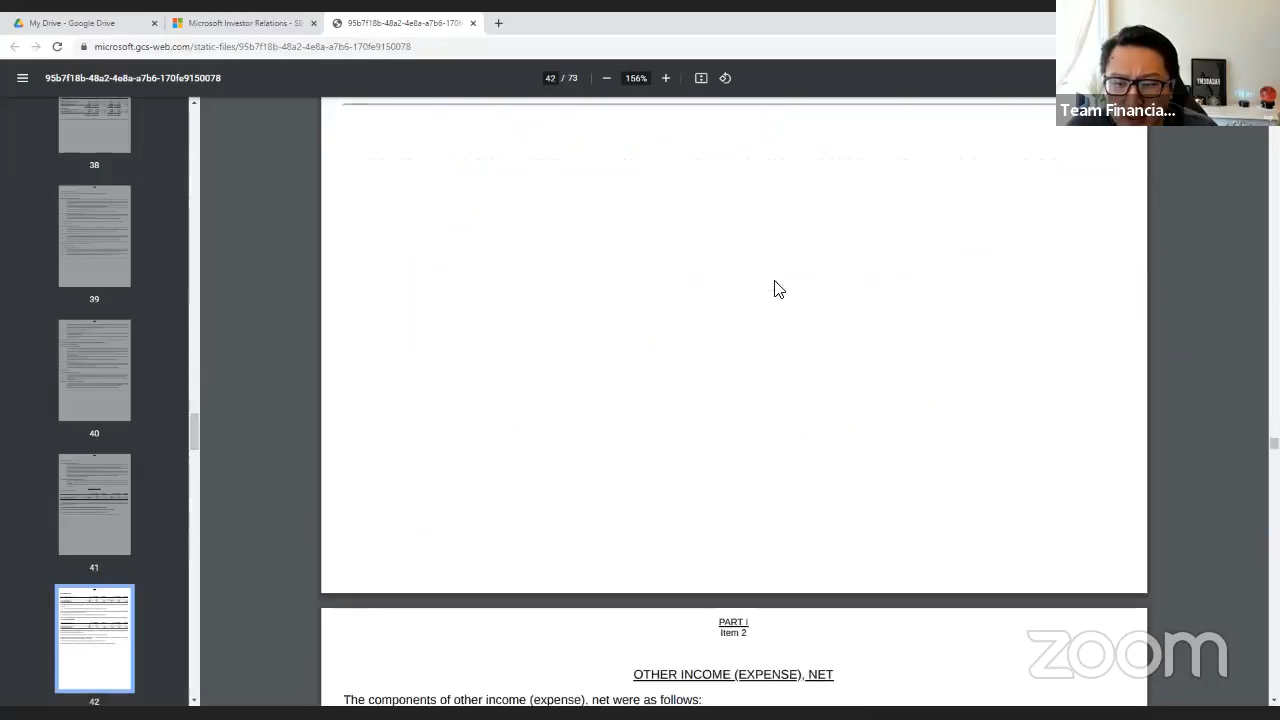 My Drive - Google Drive
Microsoft Investor Relations - SE
95b7f18b-48a2-4e8a-a7b6-170f
microsoft.gcs-web.com/static-files/95b7f18b-48a2-4e8a-a7b6-170fe9150078
95b7f18b-48a2-4e8a-a7b6-170fe9150078
42 / 73
156%
Team Financia...
38
39
40
41
42
PART I
Item 2
OTHER INCOME (EXPENSE), NET
The components of other income (expense), net were as follows:
zoom